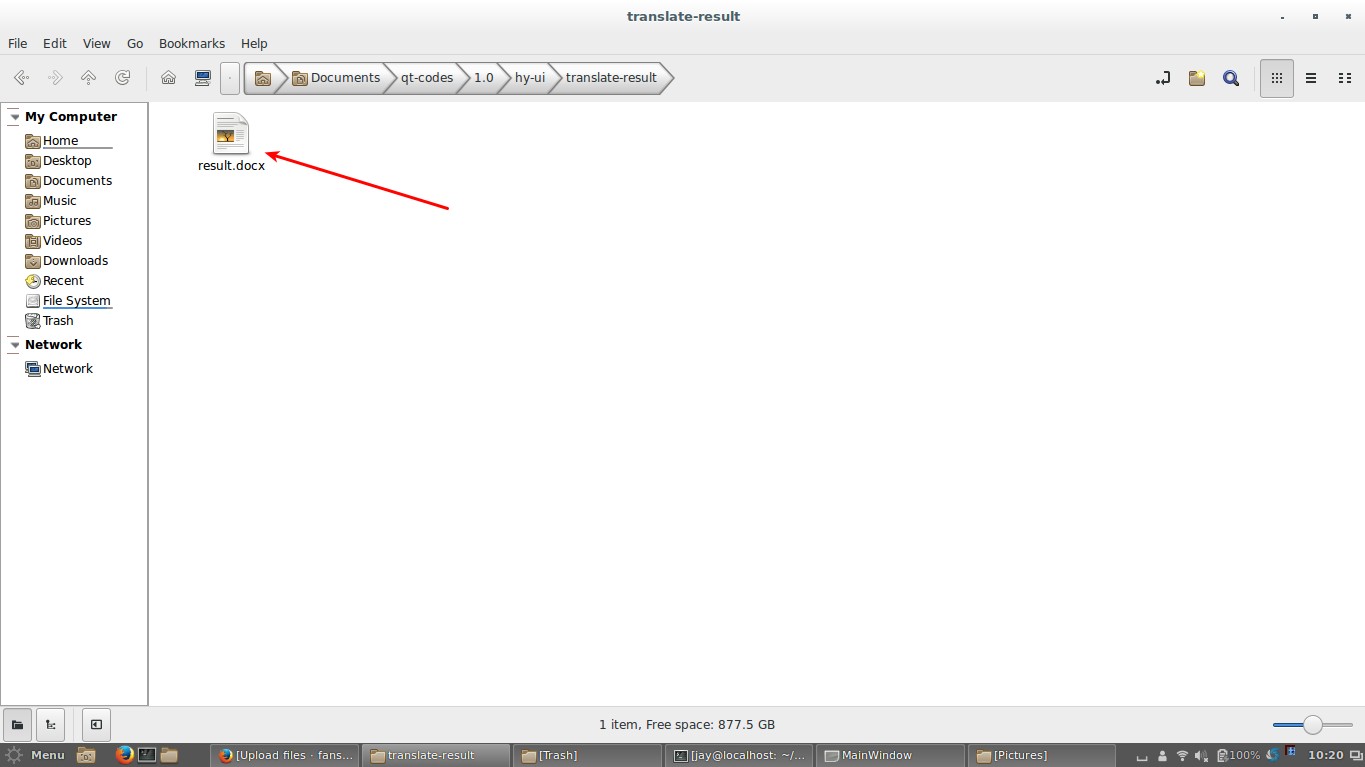 translate-result
File Edit View Go Bookmarks Help
Documents qt-codes 1.0 hy-ui translate-result
My Computer
Home
Desktop
Documents
Music
Pictures
Videos
Downloads
Recent
File System
Trash
Network
Network
result.docx
1 item, Free space: 877.5 GB
Menu [Upload files · fans... translate-result [Trash] [jay@localhost: ~/... MainWindow [Pictures] 100% 10:20